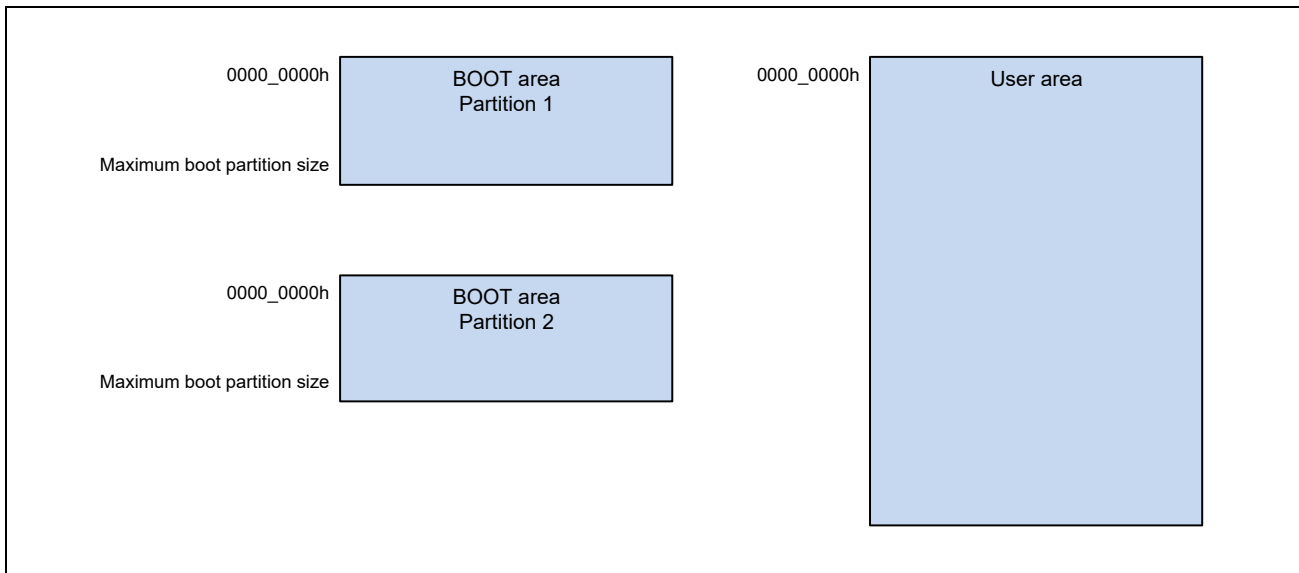 0000_0000h
BOOT area
Partition 1
Maximum boot partition size
0000_0000h
BOOT area
Partition 2
Maximum boot partition size
0000_0000h
User area